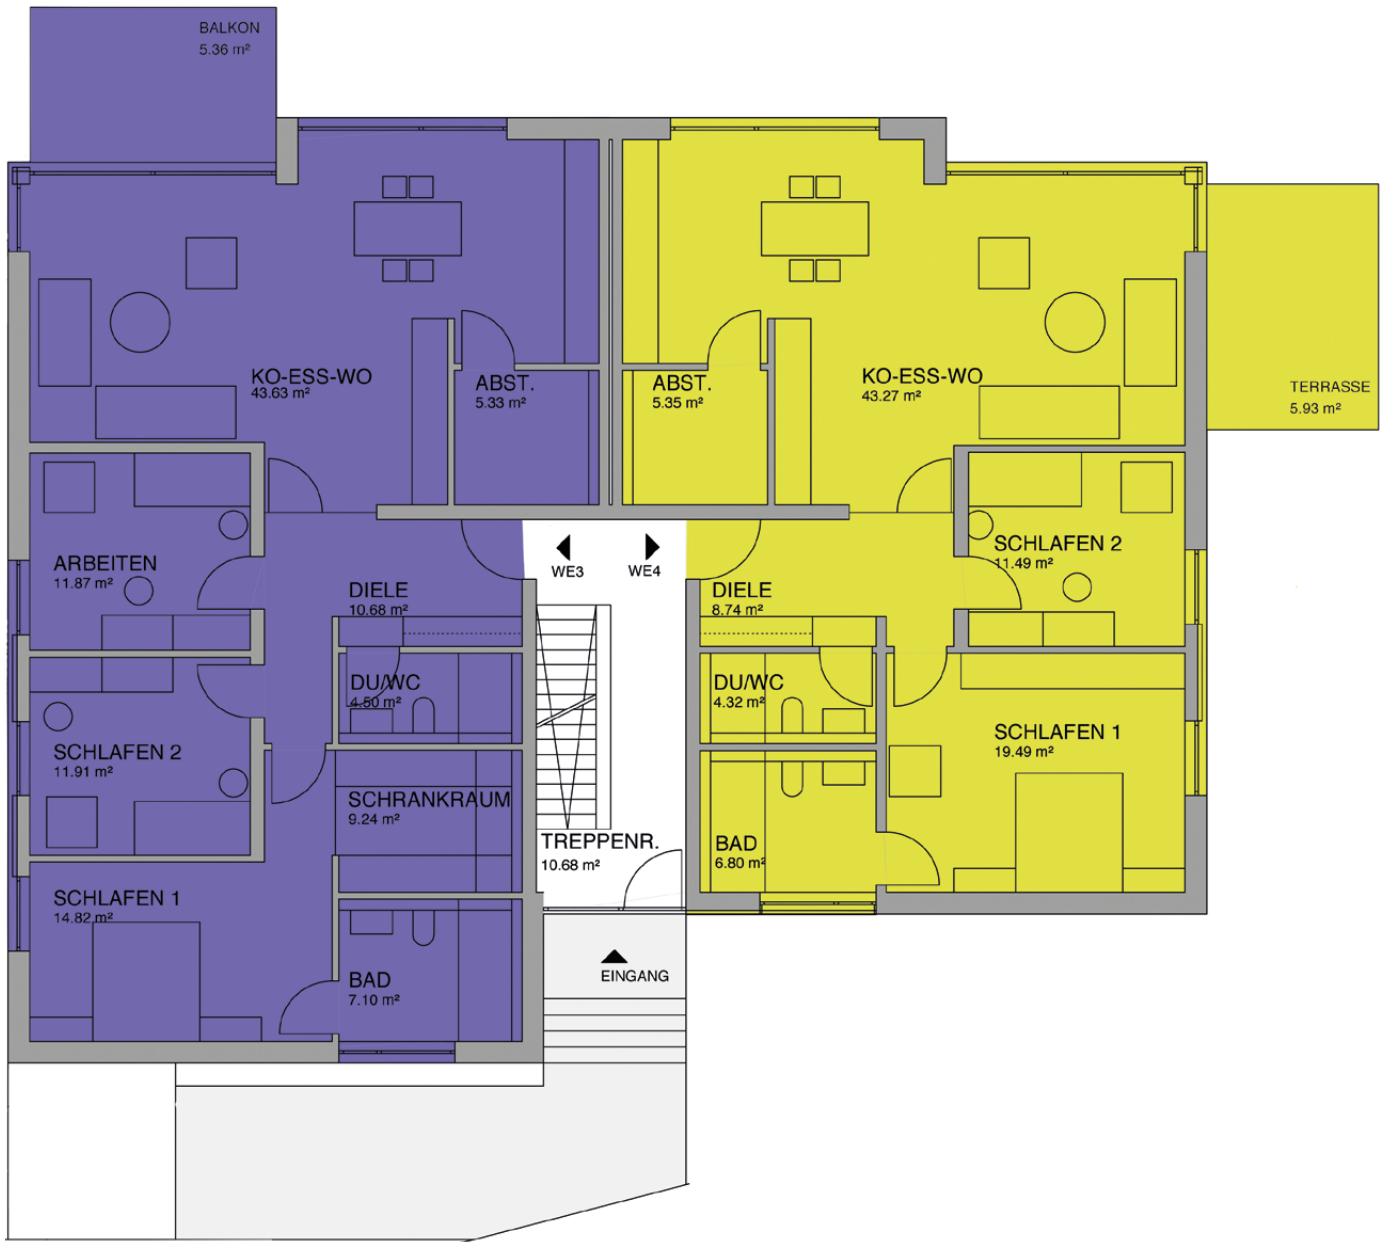 BALKON
5.36 m²
KO-ESS-WO
43.63 m²
ABST.
5.33 m²
ABST.
5.35 m²
KO-ESS-WO
43.27 m²
TERRASSE
5.93 m²
ARBEITEN
11.87 m²
DIELE
10.68 m²
WE3
WE4
DIELE
8.74 m²
SCHLAFEN 2
11.49 m²
SCHLAFEN 2
11.91 m²
DU/WC
4.50 m²
DU/WC
4.32 m²
SCHLAFEN 1
19.49 m²
SCHRANKRAUM
9.24 m²
TREPPENR.
10.68 m²
BAD
6.80 m²
SCHLAFEN 1
14.82 m²
BAD
7.10 m²
EINGANG